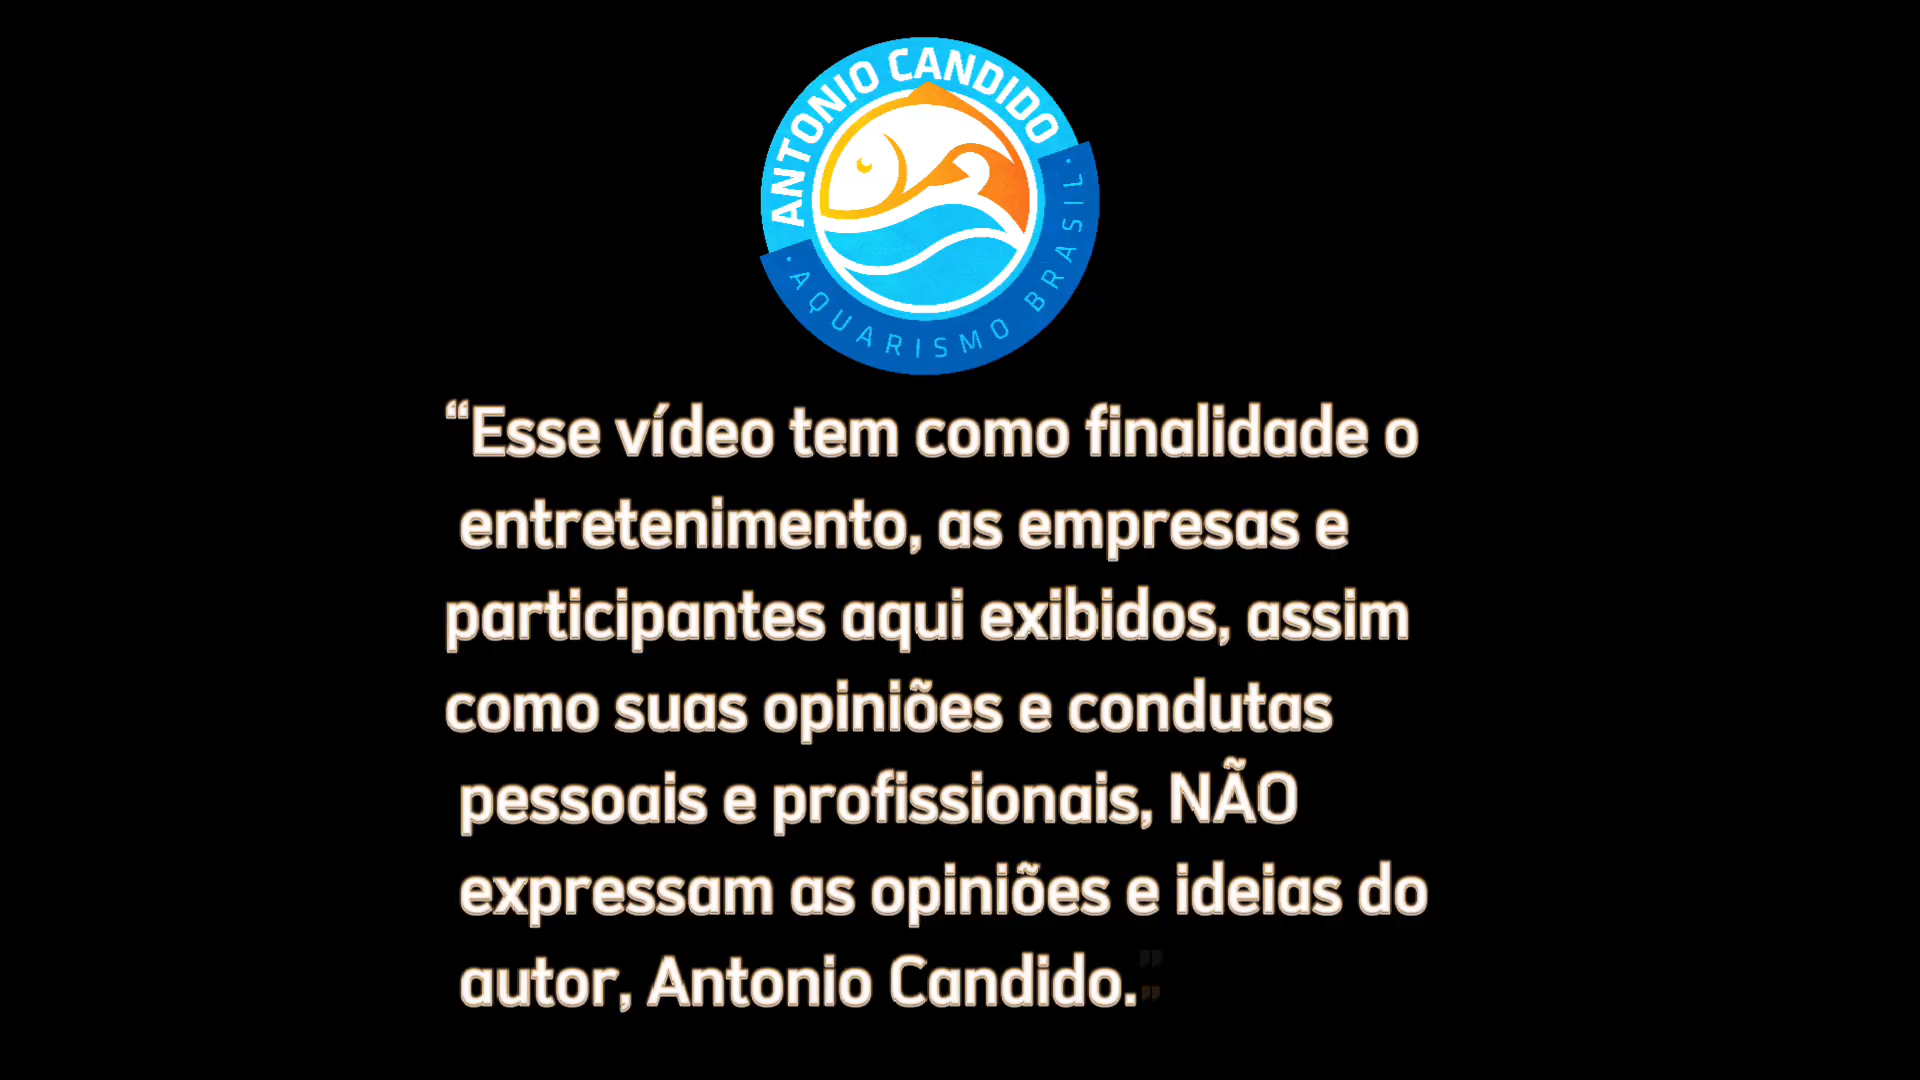 ANTONIO CANDIDO
· AQUARISMO BRASIL ·
“Esse vídeo tem como finalidade o
entretenimento, as empresas e
participantes aqui exibidos, assim
como suas opiniões e condutas
pessoais e profissionais, NÃO
expressam as opiniões e ideias do
autor, Antonio Candido.”